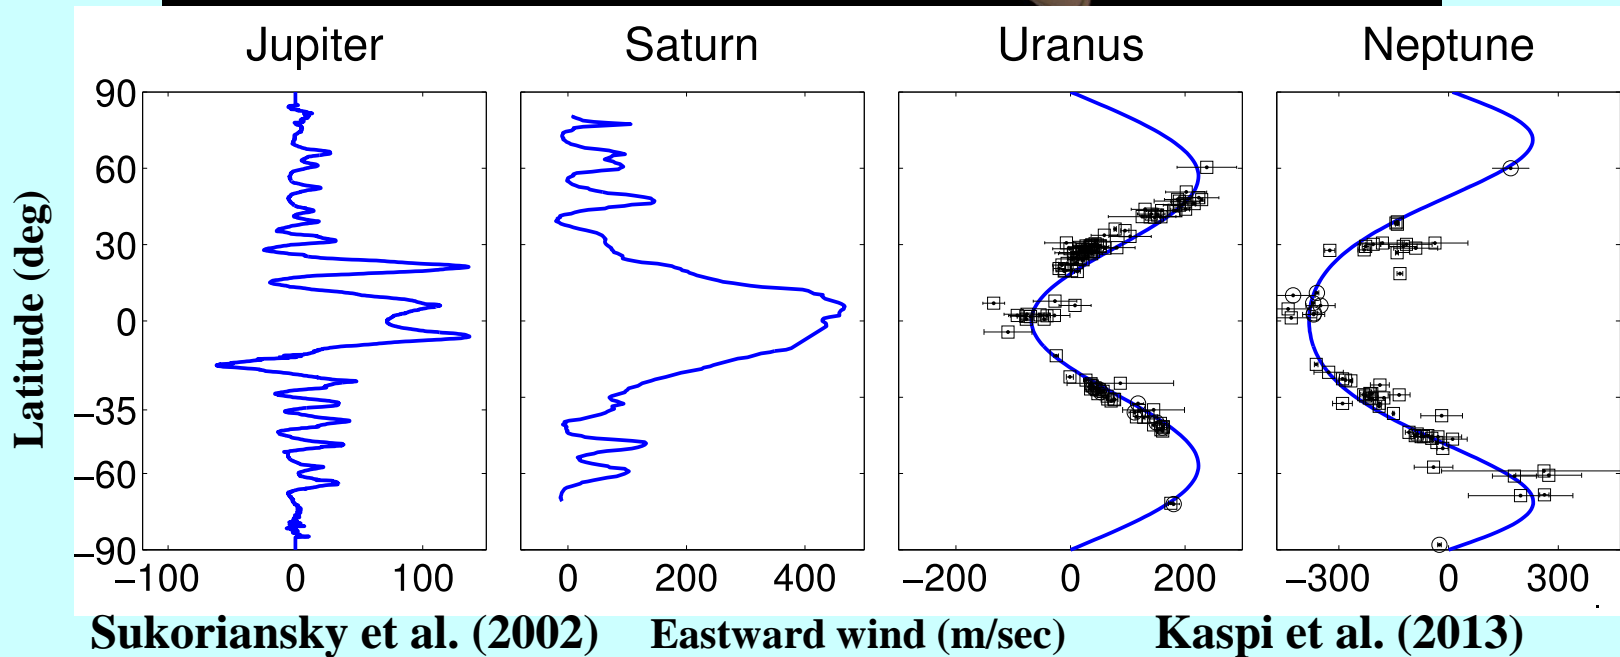 Jupiter Saturn Uranus Neptune
Latitude (deg)
90
60
30
0
−35
−60
−90
−100 0 100 0 200 400 −200 0 200 −300 0 300
Sukoriansky et al. (2002) Eastward wind (m/sec) Kaspi et al. (2013)